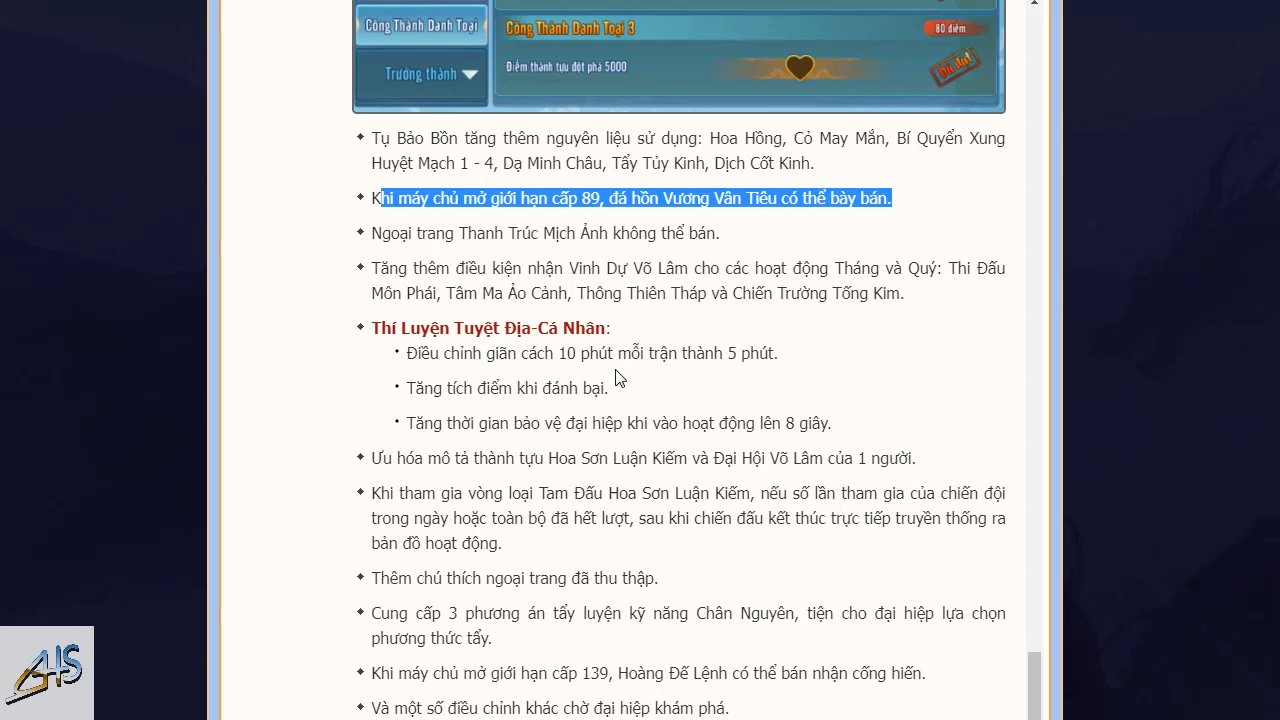 Công Thành Danh Toại
Công Thành Danh Toại 3
80 điểm
Trưởng thành
Điểm thành tựu đột phá 5000
Đã đạt
Tụ Bảo Bồn tăng thêm nguyên liệu sử dụng: Hoa Hồng, Cỏ May Mắn, Bí Quyển Xung
Huyệt Mạch 1 - 4, Dạ Minh Châu, Tẩy Tủy Kinh, Dịch Cốt Kinh.
Khi máy chủ mở giới hạn cấp 89, đá hồn Vương Vân Tiêu có thể bày bán.
Ngoại trang Thanh Trúc Mịch Ảnh không thể bán.
Tăng thêm điều kiện nhận Vinh Dự Võ Lâm cho các hoạt động Tháng và Quý: Thi Đấu
Môn Phái, Tâm Ma Ảo Cảnh, Thông Thiên Tháp và Chiến Trường Tống Kim.
Thí Luyện Tuyệt Địa-Cá Nhân:
Điều chỉnh giãn cách 10 phút mỗi trận thành 5 phút.
Tăng tích điểm khi đánh bại.
Tăng thời gian bảo vệ đại hiệp khi vào hoạt động lên 8 giây.
Ưu hóa mô tả thành tựu Hoa Sơn Luận Kiếm và Đại Hội Võ Lâm của 1 người.
Khi tham gia vòng loại Tam Đấu Hoa Sơn Luận Kiếm, nếu số lần tham gia của chiến đội
trong ngày hoặc toàn bộ đã hết lượt, sau khi chiến đấu kết thúc trực tiếp truyền thống ra
bản đồ hoạt động.
Thêm chú thích ngoại trang đã thu thập.
Cung cấp 3 phương án tẩy luyện kỹ năng Chân Nguyên, tiện cho đại hiệp lựa chọn
phương thức tẩy.
Khi máy chủ mở giới hạn cấp 139, Hoàng Đế Lệnh có thể bán nhận cống hiến.
Và một số điều chỉnh khác chờ đại hiệp khám phá.